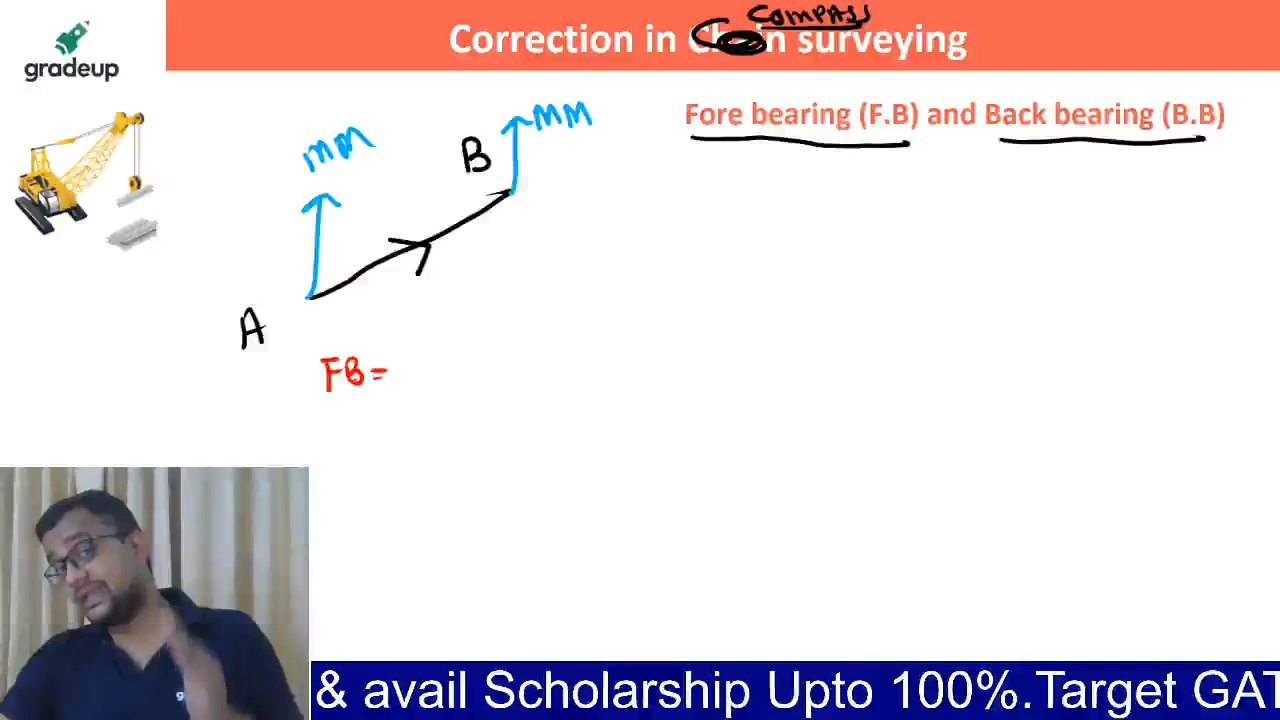 COMPASS
Correction in Chain surveying
gradeup
Fore bearing (F.B) and Back bearing (B.B)
MM
MM
B
A
FB=
& avail Scholarship Upto 100%.Target GAT